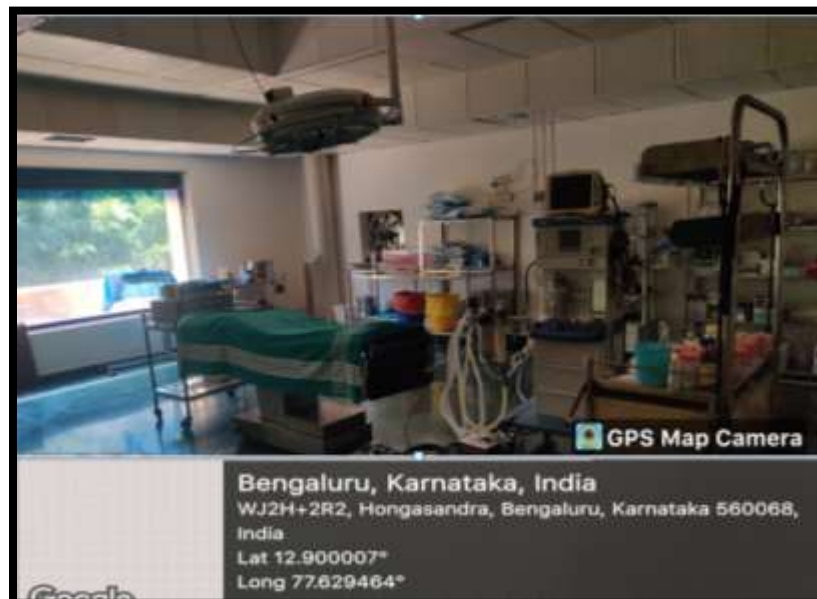 GPS Map Camera
Bengaluru, Karnataka, India
WJ2H+2R2, Hongasandra, Bengaluru, Karnataka 560068,
India
Lat 12.900007°
Long 77.629464°
Google